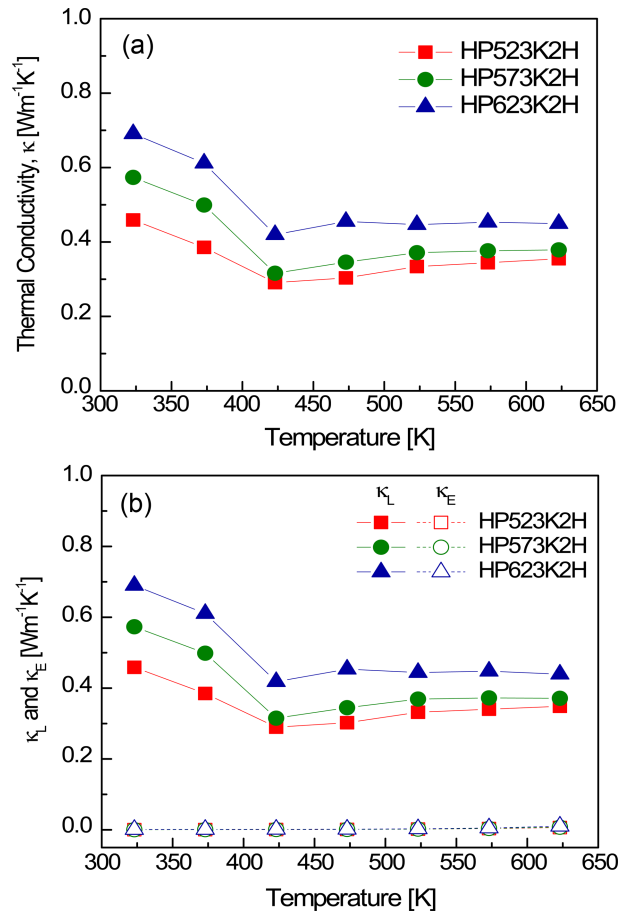 (a)
HP523K2H
HP573K2H
HP623K2H
Thermal Conductivity, κ [Wm⁻¹K⁻¹]
1.0
0.8
0.6
0.4
0.2
0.0
300 350 400 450 500 550 600 650
Temperature [K]
(b)
κL κE
HP523K2H
HP573K2H
HP623K2H
κL and κE [Wm⁻¹K⁻¹]
1.0
0.8
0.6
0.4
0.2
0.0
300 350 400 450 500 550 600 650
Temperature [K]